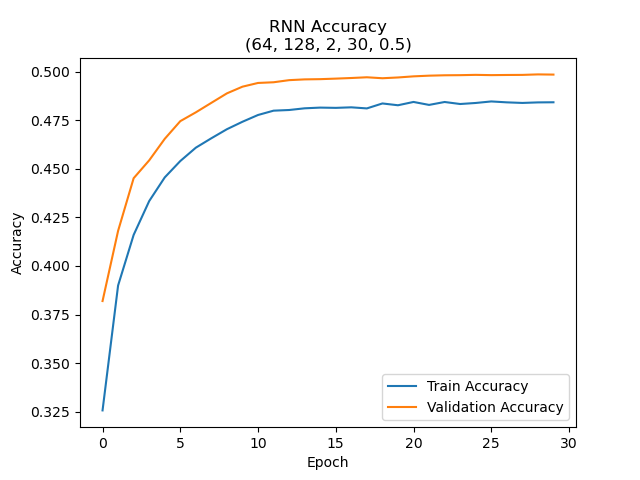 RNN Accuracy
(64, 128, 2, 30, 0.5)
0.500
0.475
0.450
0.425
0.400
0.375
0.350
0.325
Accuracy
Train Accuracy
Validation Accuracy
0 5 10 15 20 25 30
Epoch